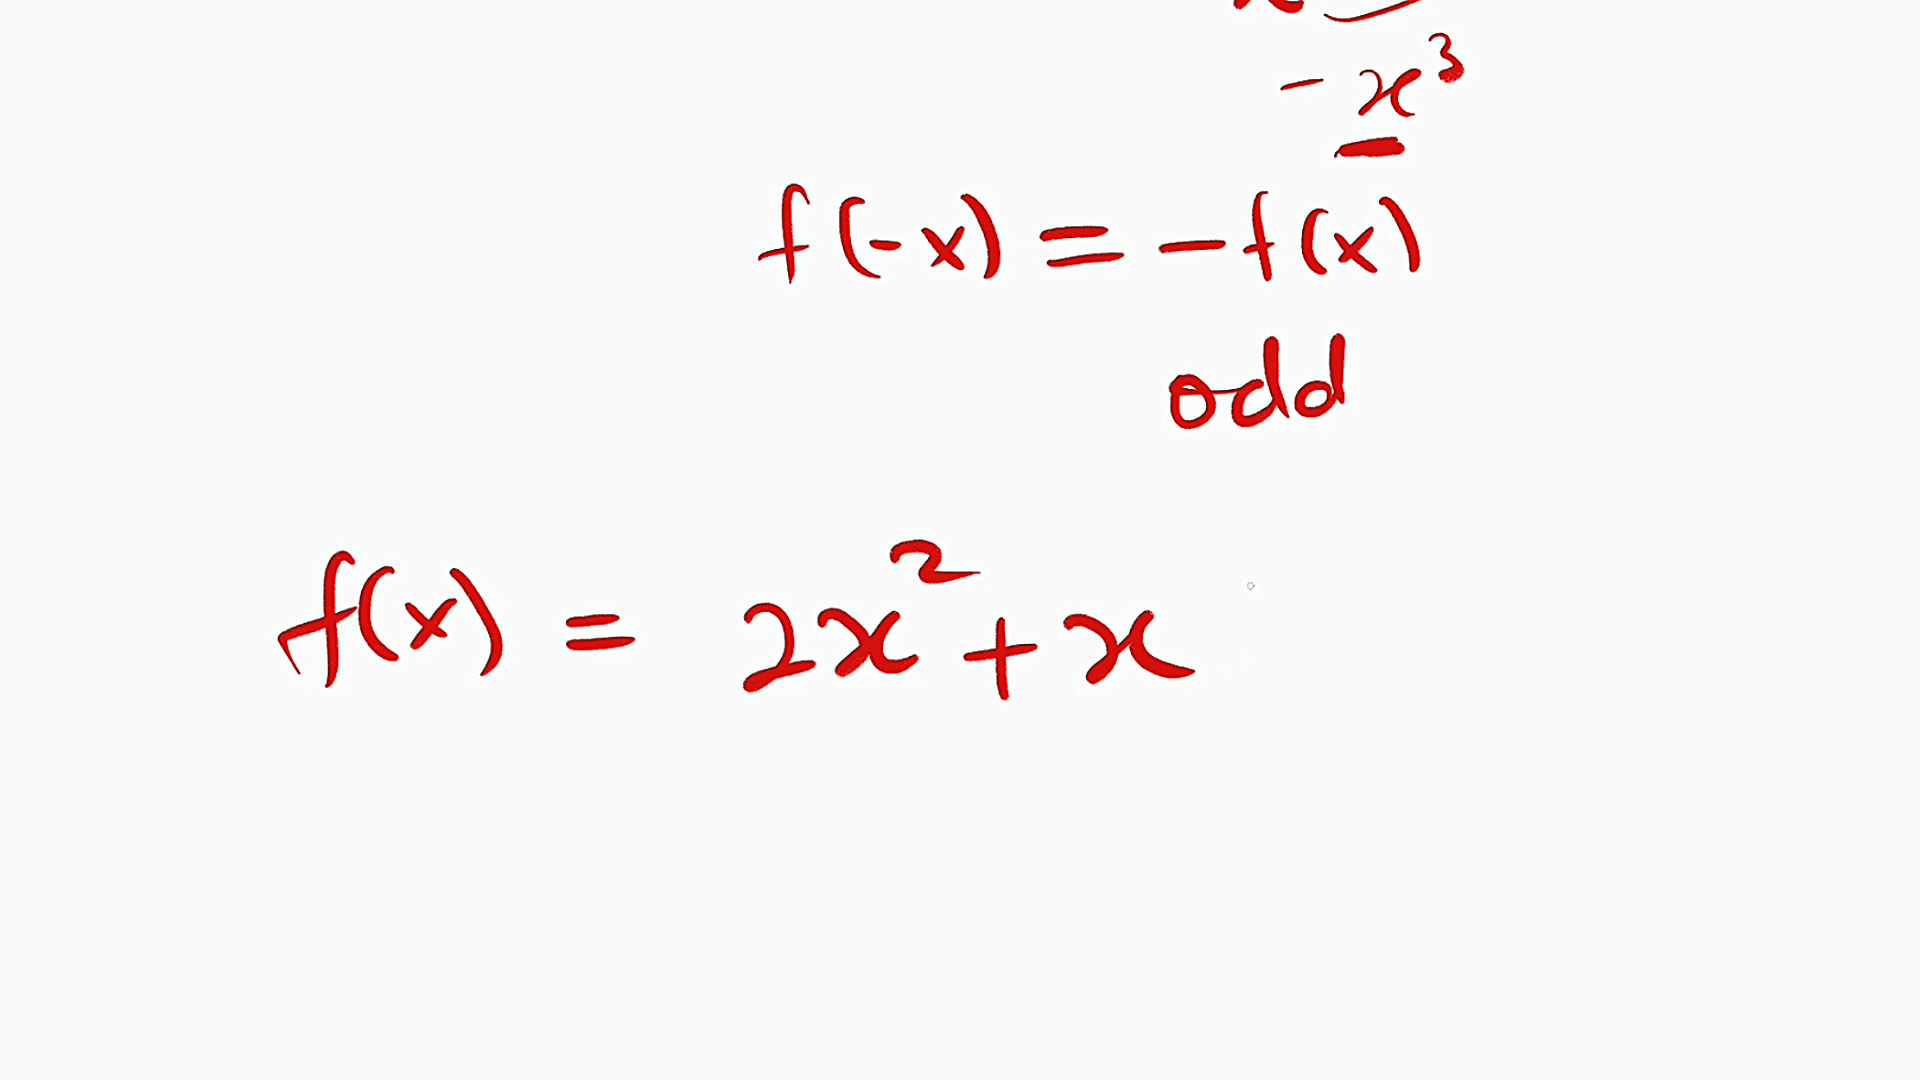 - x³
f(-x) = -f(x)
odd
f(x) = 2x² + x